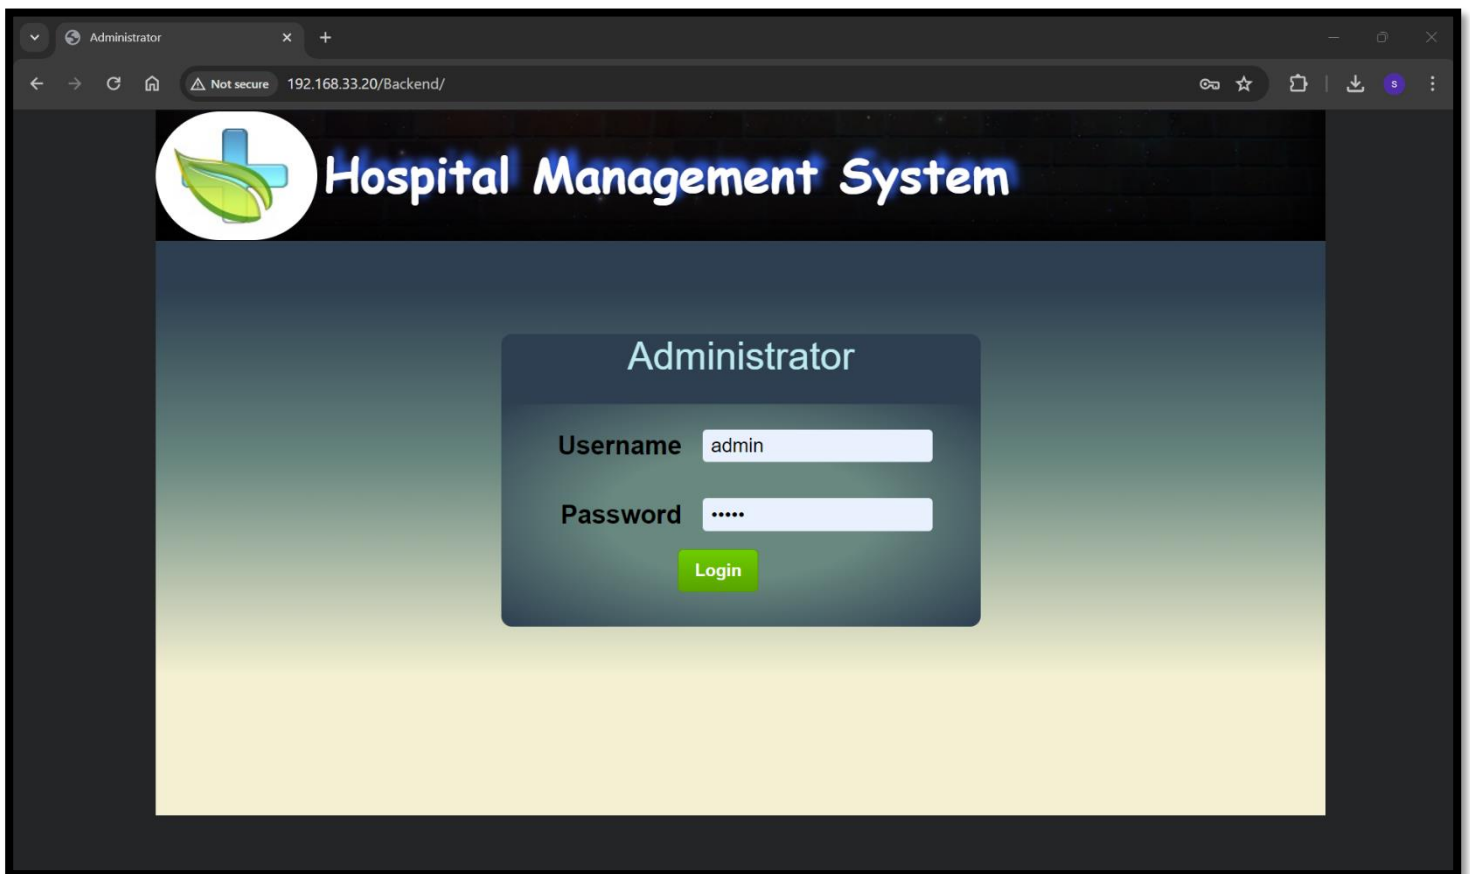 Administrator
Not secure 192.168.33.20/Backend/
s
Hospital Management System
Administrator
Username admin
Password •••••
Login